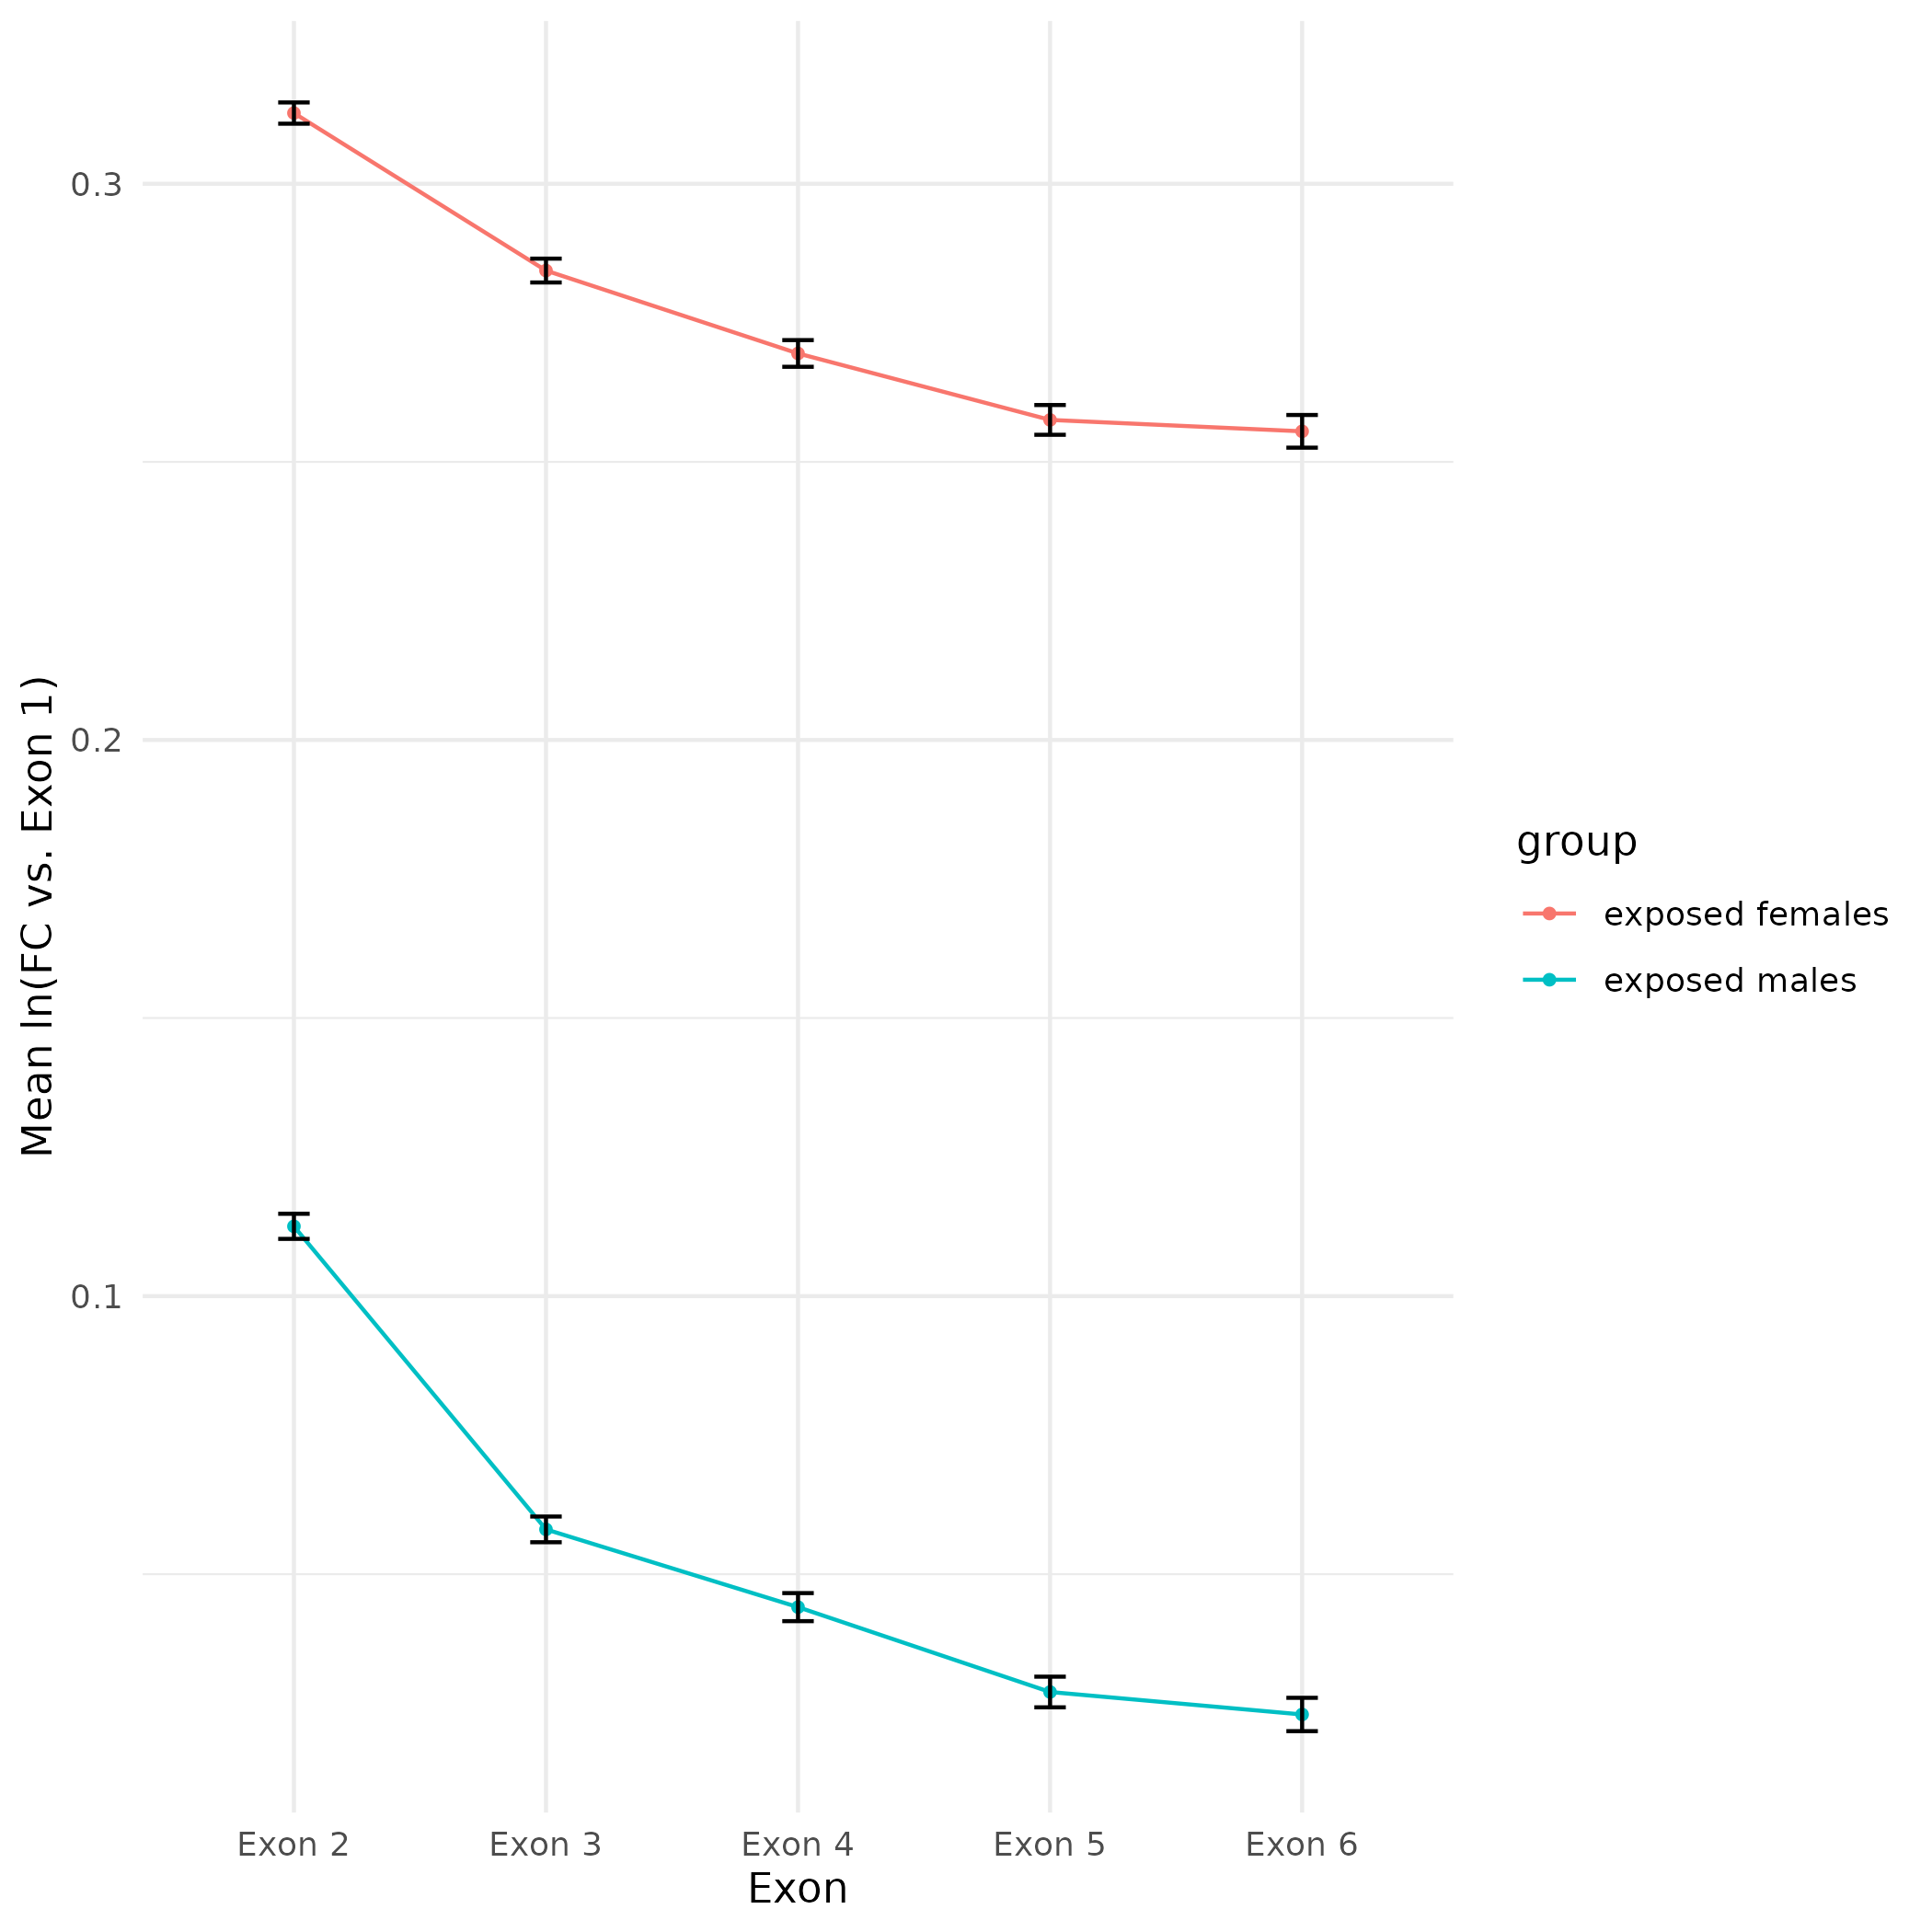 0.3
0.2
0.1
Mean ln(FC vs. Exon 1)
Exon 2
Exon 3
Exon 4
Exon 5
Exon 6
Exon
group
exposed females
exposed males